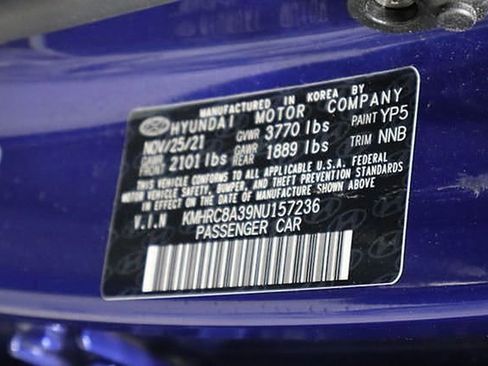 MANUFACTURED IN KOREA BY
HYUNDAI MOTOR COMPANY
NOV/25/21 GVWR 3770 lbs PAINT YP5
GAWR FRONT 2101 lbs GAWR REAR 1889 lbs TRIM NNB
THIS VEHICLE CONFORMS TO ALL APPLICABLE U.S.A. FEDERAL
MOTOR VEHICLE SAFETY, BUMPER, AND THEFT PREVENTION
STANDARDS IN EFFECT ON THE DATE OF MANUFACTURE SHOWN ABOVE.
V.I.N KMHRC8A39NU157236
PASSENGER CAR